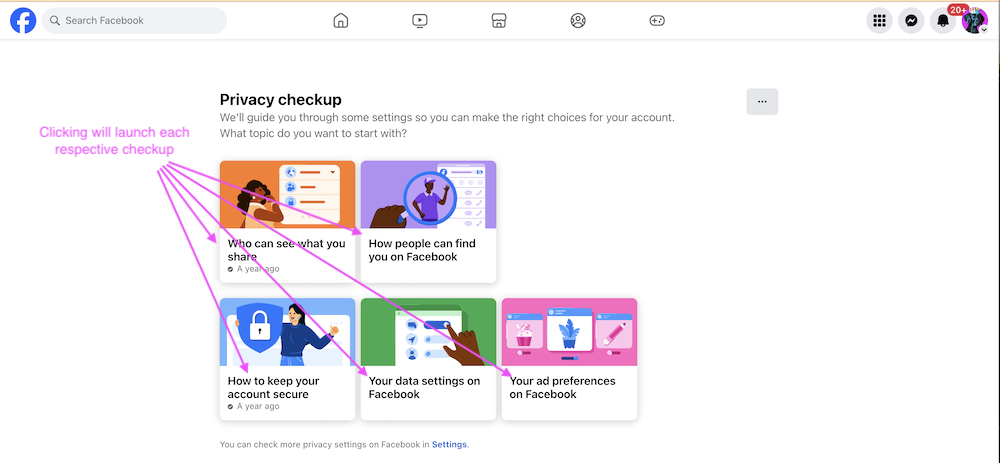 Search Facebook
20+
Privacy checkup
We'll guide you through some settings so you can make the right choices for your account.
What topic do you want to start with?
Clicking will launch each
respective checkup
Who can see what you
share
A year ago
How people can find
you on Facebook
How to keep your
account secure
A year ago
Your data settings on
Facebook
Your ad preferences
on Facebook
You can check more privacy settings on Facebook in Settings.